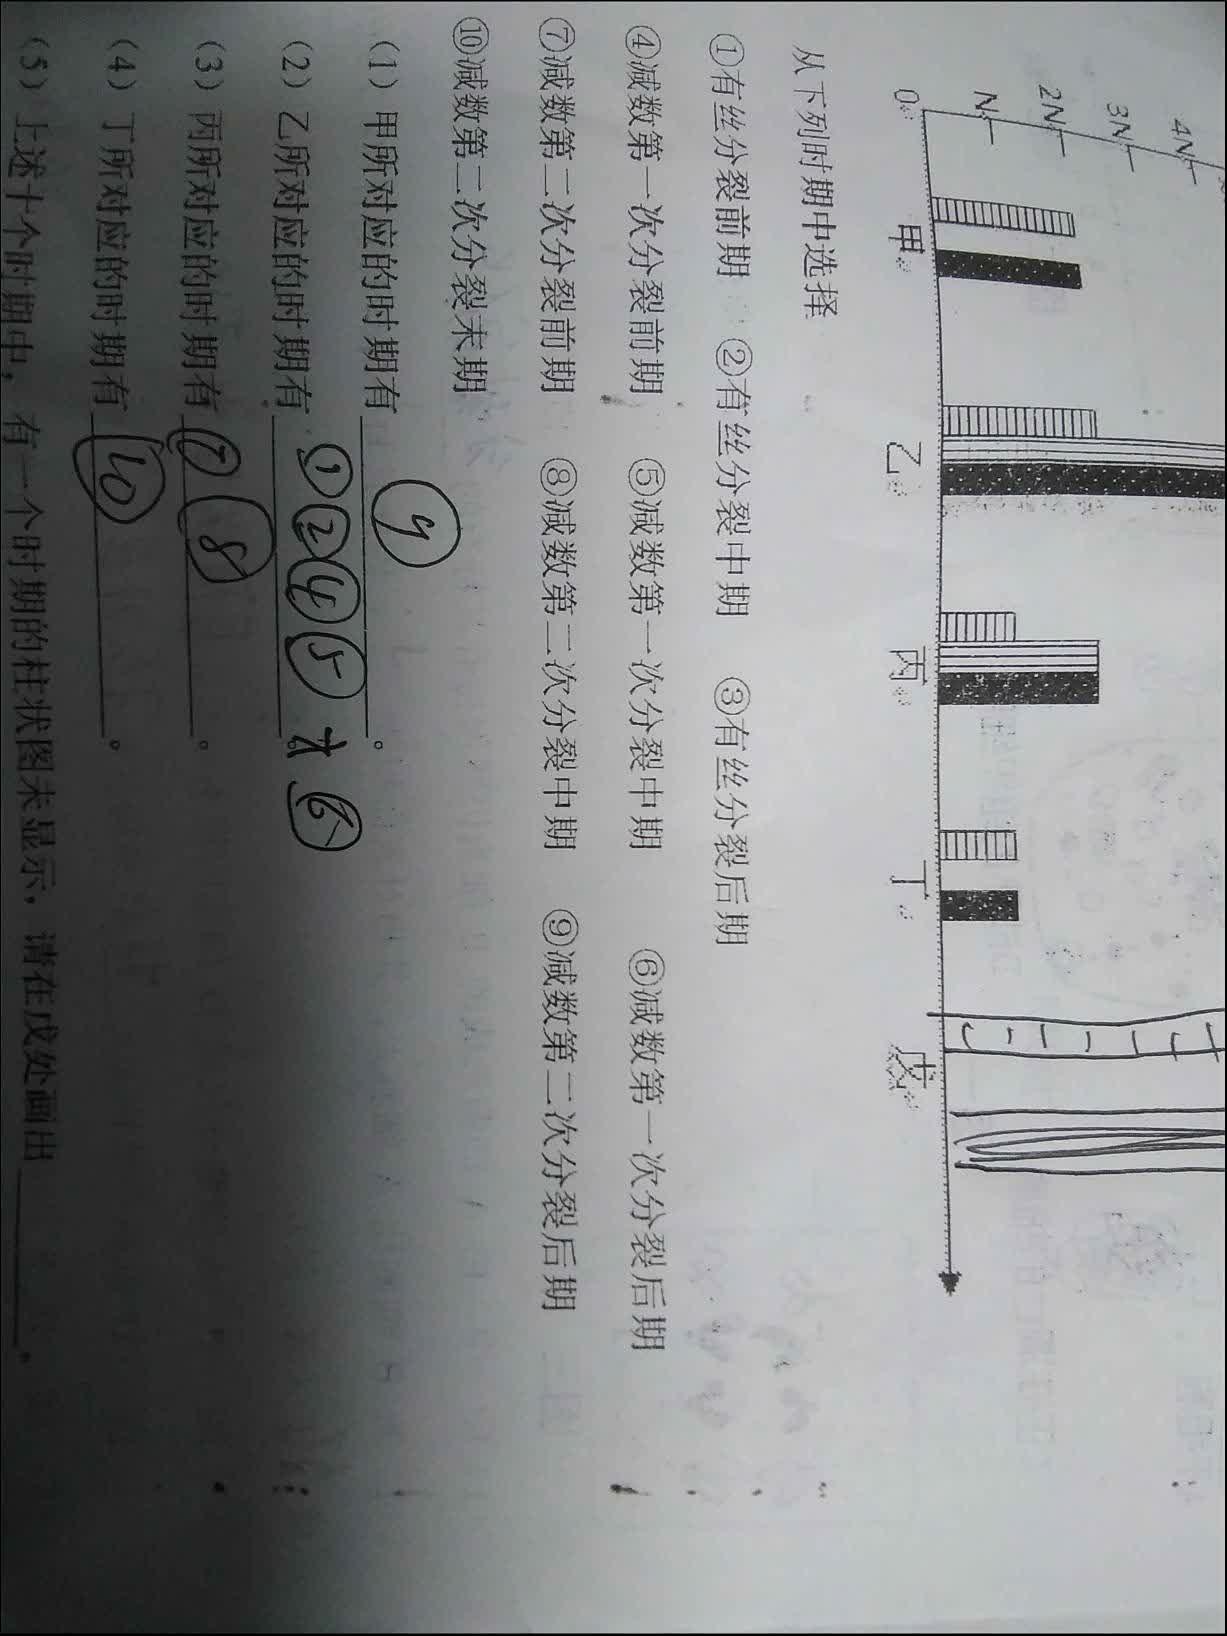 4N
3N
2N
N
0
甲 乙 丙 丁 戊
从下列时期中选择
①有丝分裂前期 ②有丝分裂中期 ③有丝分裂后期
④减数第一次分裂前期 ⑤减数第一次分裂中期 ⑥减数第一次分裂后期
⑦减数第二次分裂前期 ⑧减数第二次分裂中期 ⑨减数第二次分裂后期
⑩减数第二次分裂末期
(1) 甲所对应的时期有 。
(2) 乙所对应的时期有 ①②④⑤ ⑥ 。
(3) 丙所对应的时期有 ⑦⑧ 。
(4) 丁所对应的时期有 ⑩ 。
(5) 上述十个时期中，有一个时期的柱状图未显示，请在戊处画出 。